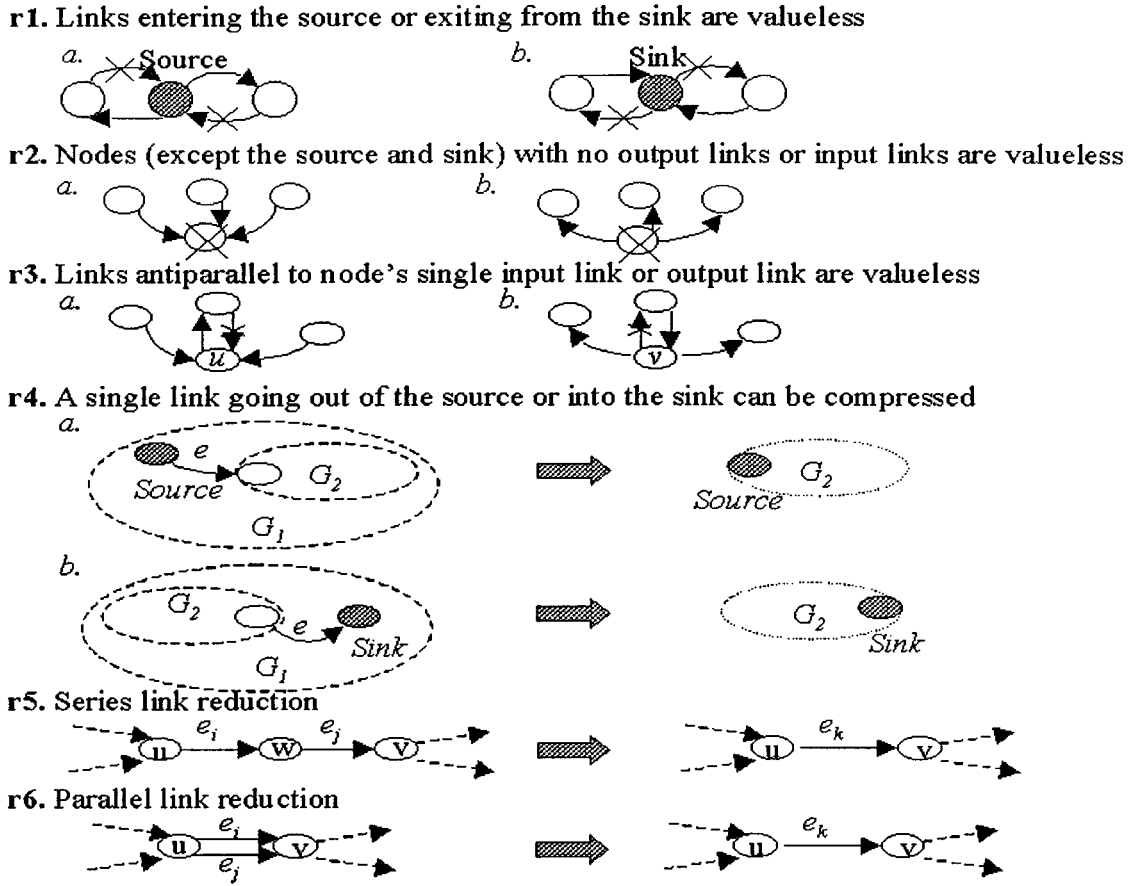 r1. Links entering the source or exiting from the sink are valueless
a. Source b. Sink
r2. Nodes (except the source and sink) with no output links or input links are valueless
a. b.
r3. Links antiparallel to node's single input link or output link are valueless
a. b.
u v
r4. A single link going out of the source or into the sink can be compressed
a.
e
G2 G2
Source Source
G1
b.
G2 G2
e
Sink Sink
G1
r5. Series link reduction
ei ej ek
u w v u v
r6. Parallel link reduction
ei ek
u v u v
ej